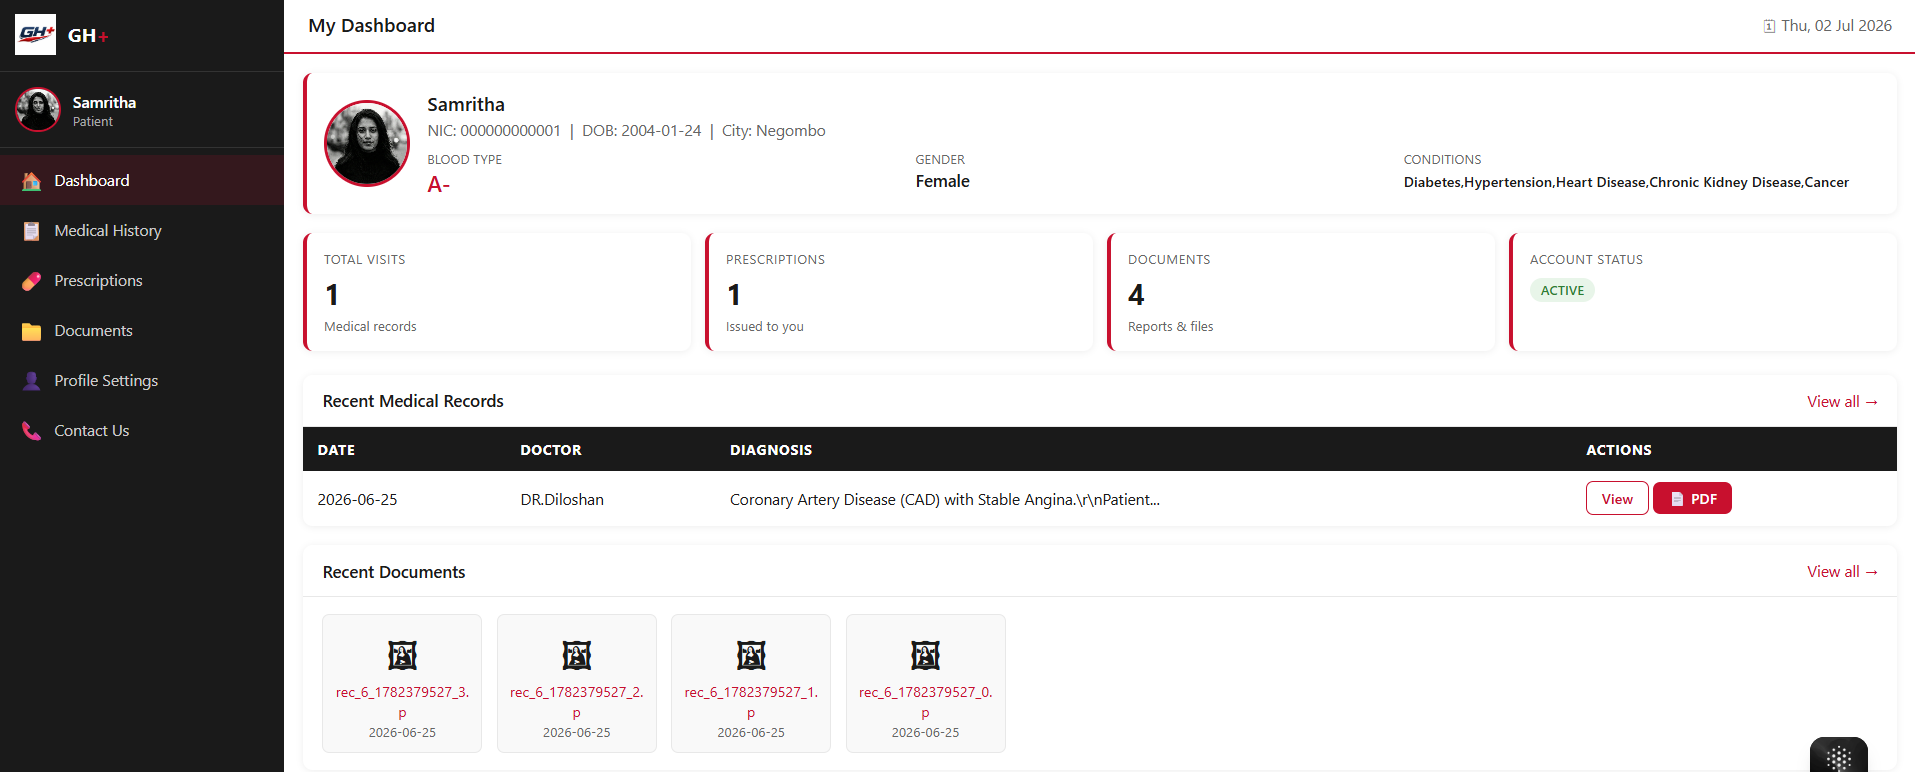 GH+
GH+
Samritha
Patient
Dashboard
Medical History
Prescriptions
Documents
Profile Settings
Contact Us
My Dashboard
Thu, 02 Jul 2026
Samritha
NIC: 000000000001 | DOB: 2004-01-24 | City: Negombo
BLOOD TYPE
A-
GENDER
Female
CONDITIONS
Diabetes,Hypertension,Heart Disease,Chronic Kidney Disease,Cancer
TOTAL VISITS
1
Medical records
PRESCRIPTIONS
1
Issued to you
DOCUMENTS
4
Reports & files
ACCOUNT STATUS
ACTIVE
Recent Medical Records
View all →
DATE DOCTOR DIAGNOSIS ACTIONS
2026-06-25 DR.Diloshan Coronary Artery Disease (CAD) with Stable Angina.\r\nPatient... View PDF
Recent Documents
View all →
rec_6_1782379527_3.
p
2026-06-25
rec_6_1782379527_2.
p
2026-06-25
rec_6_1782379527_1.
p
2026-06-25
rec_6_1782379527_0.
p
2026-06-25